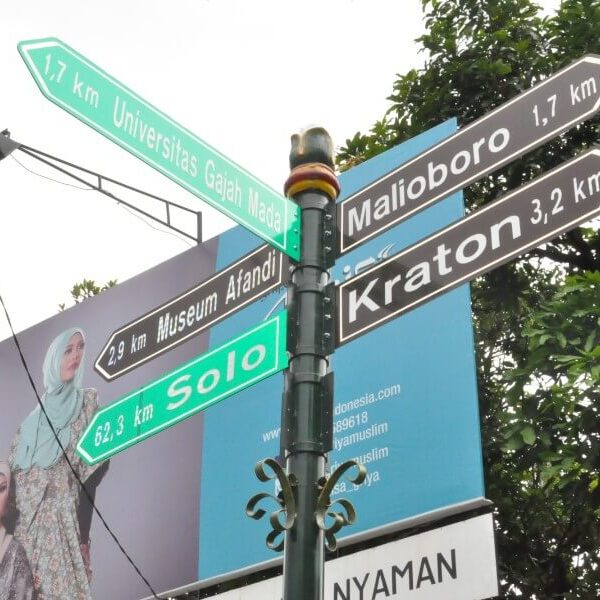 1,7 km Universitas Gajah Mada
Malioboro 1,7 km
Kraton 3,2 km
2,9 km Museum Afandi
62,3 km Solo
NYAMAN